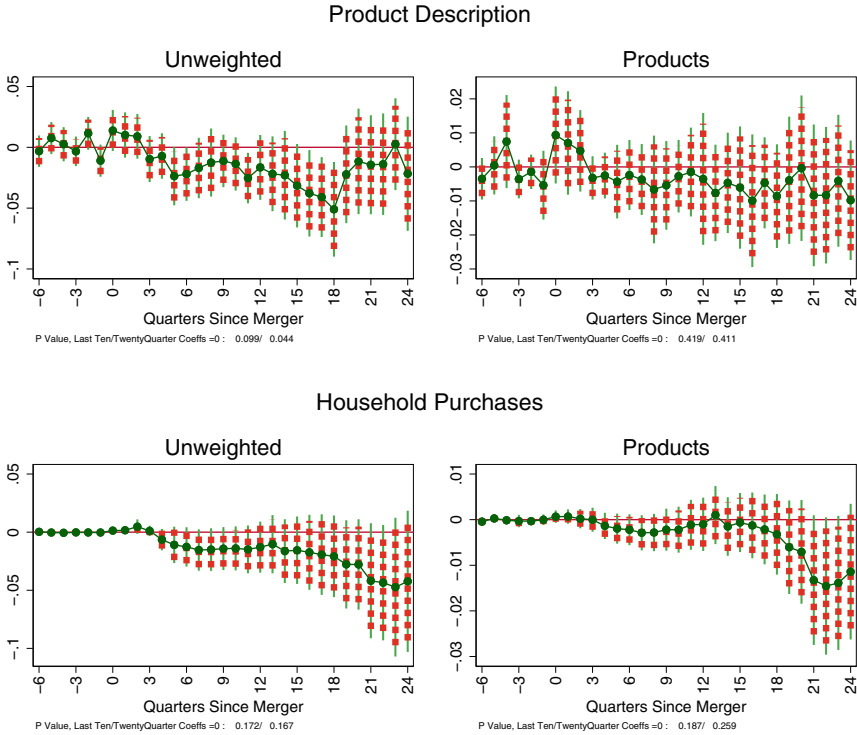 Product Description
Unweighted
Products
.05
0
-.05
-.1
.02
.01
0
-.01
-.02
-.03
-6 -3 0 3 6 9 12 15 18 21 24
-6 -3 0 3 6 9 12 15 18 21 24
Quarters Since Merger
Quarters Since Merger
P Value, Last Ten/TwentyQuarter Coeffs =0 : 0.099/ 0.044
P Value, Last Ten/TwentyQuarter Coeffs =0 : 0.419/ 0.411
Household Purchases
Unweighted
Products
.05
0
-.05
-.1
.01
0
-.01
-.02
-.03
-6 -3 0 3 6 9 12 15 18 21 24
-6 -3 0 3 6 9 12 15 18 21 24
Quarters Since Merger
Quarters Since Merger
P Value, Last Ten/TwentyQuarter Coeffs =0 : 0.172/ 0.167
P Value, Last Ten/TwentyQuarter Coeffs =0 : 0.187/ 0.259